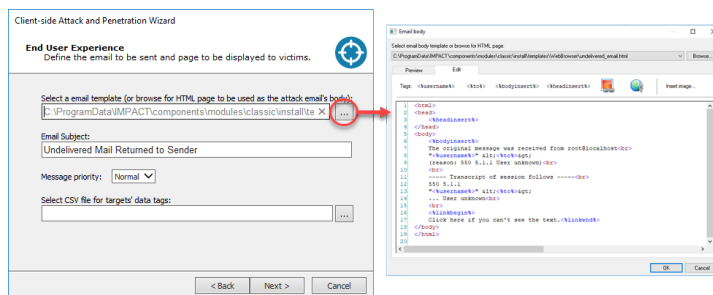 Client-side Attack and Penetration Wizard
End User Experience
Define the email to be sent and page to be displayed to victims.
Select a email template (or browse for HTML page to be used as the attack email's body):
C:\ProgramData\IMPACT\components\modules\classic\install\te
...
Email Subject:
Undelivered Mail Returned to Sender
Message priority: Normal
Select CSV file for targets' data tags:
...
< Back Next > Cancel
Email body
Select email body template or browse for HTML page:
C:\ProgramData\IMPACT\components\modules\classic\install\templates\WebBrowser\undelivered_email.html Browse...
Preview Edit
Tags: <%username%> <%to%> <%bodyinsert%> <%headinsert%> Insert image...
1 <html>
2 <head>
3 <%headinsert%>
4 </head>
5 <body>
6 <%bodyinsert%>
7 The original message was received from root@localhost<br>
8 "<%username%>" &lt;<%to%>&gt;
9 (reason: 550 5.1.1 User unknown)<br>
10 <br>
11 ----- Transcript of session follows -----<br>
12 550 5.1.1
13 "<%username%>" &lt;<%to%>&gt;
14 ... User unknown<br>
15 <br>
16 <%linkbegin%>
17 Click here if you can't see the text.<%linkend%>
18 </body>
19 </html>
20
OK Cancel